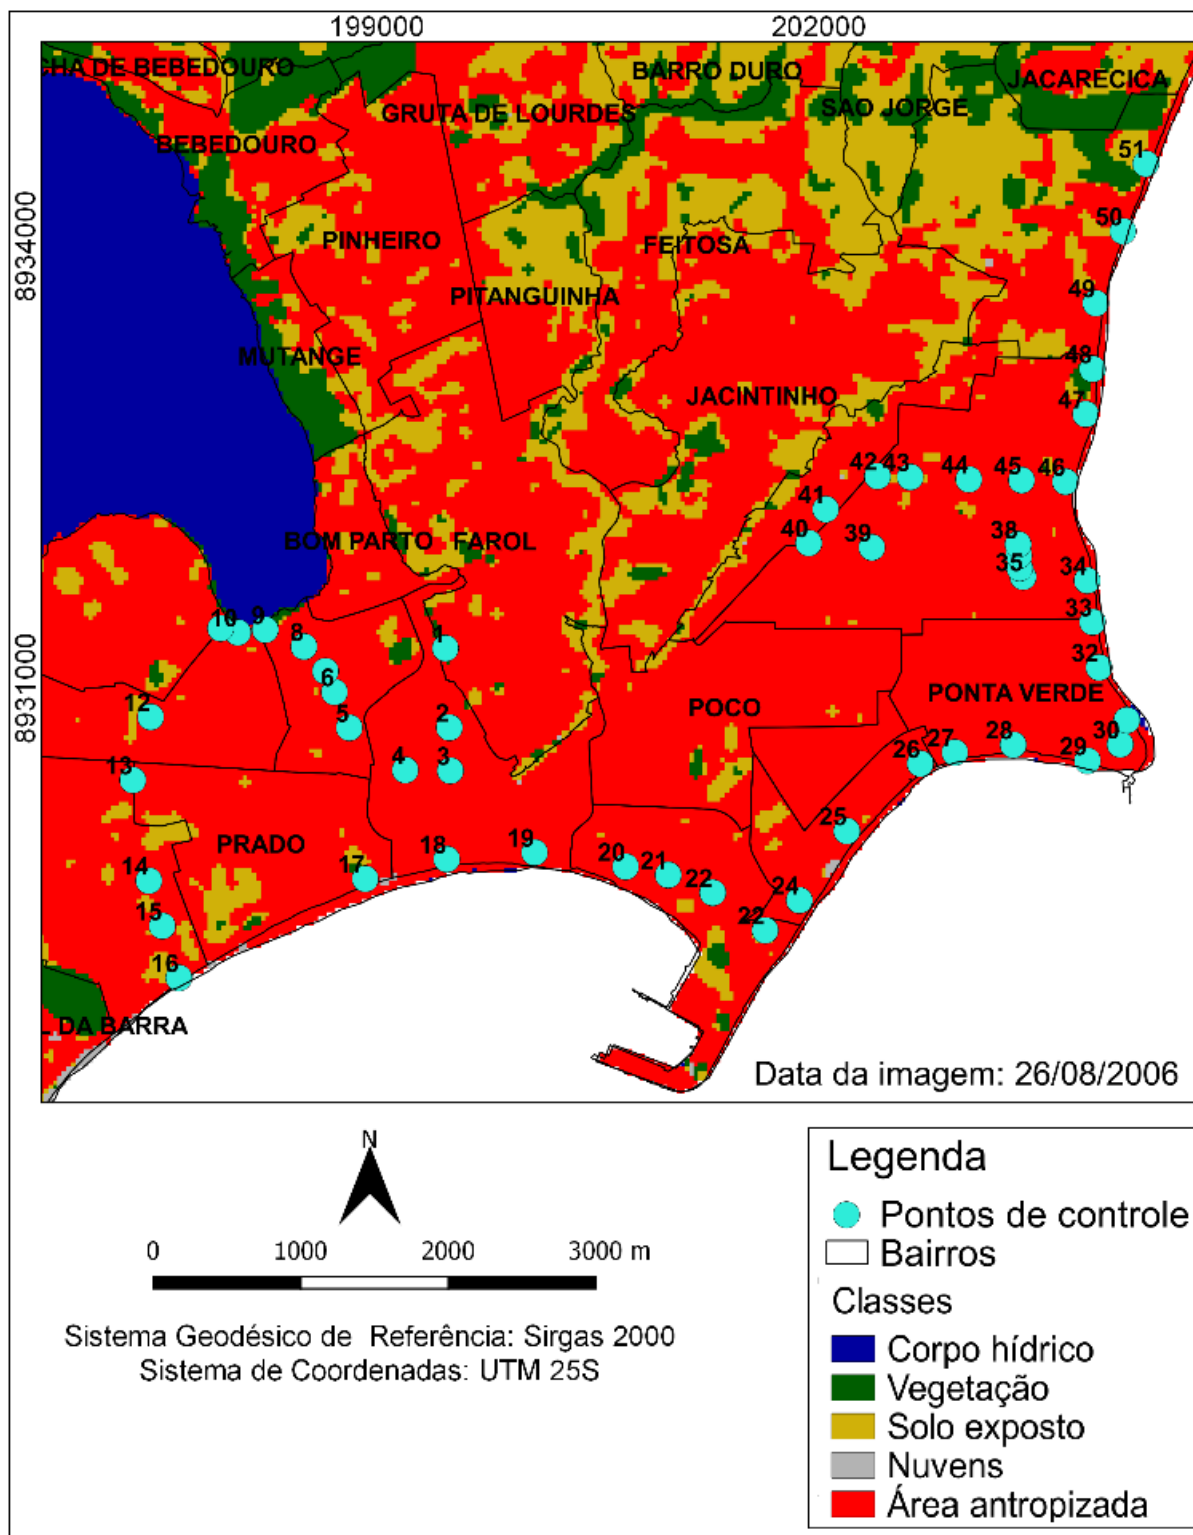 199000 202000
CHA DE BEBEDOURO
BARRO DURO
JACARECICA
GRUTA DE LOURDES
SAO JORGE
BEBEDOURO
51
50
PINHEIRO
FEITOSA
8934000
PITANGUINHA
49
MUTANGE
48
JACINTINHO
47
42 43 44 45 46
41
40 39 38
BOM PARTO FAROL
35 34
33
10 9 8 1
32
6
8931000
PONTA VERDE
12 5 2 POCO
4 3 26 27 28 29 30
13
25
PRADO
18 19
17 20 21
14 22
24
15 22
16
L DA BARRA
Data da imagem: 26/08/2006
N
0 1000 2000 3000 m
Sistema Geodésico de Referência: Sirgas 2000
Sistema de Coordenadas: UTM 25S
Legenda
Pontos de controle
Bairros
Classes
Corpo hídrico
Vegetação
Solo exposto
Nuvens
Área antropizada